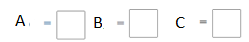 A = B = C =